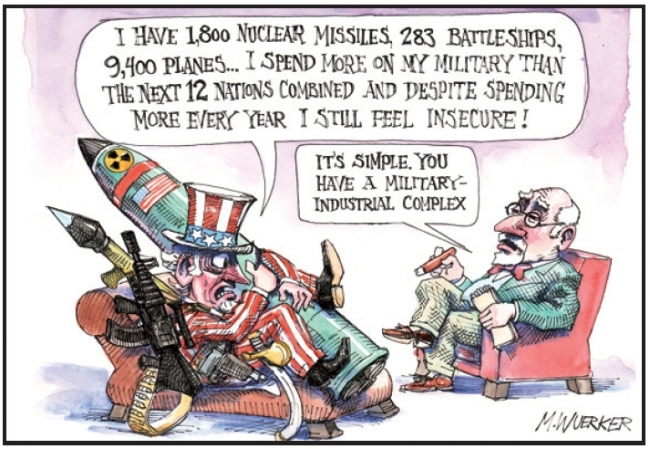 I HAVE 1,800 NUCLEAR MISSILES, 283 BATTLESHIPS,
9,400 PLANES... I SPEND MORE ON MY MILITARY THAN
THE NEXT 12 NATIONS COMBINED AND DESPITE SPENDING
MORE EVERY YEAR I STILL FEEL INSECURE!
IT'S SIMPLE. YOU
HAVE A MILITARY-
INDUSTRIAL COMPLEX
M.WUERKER